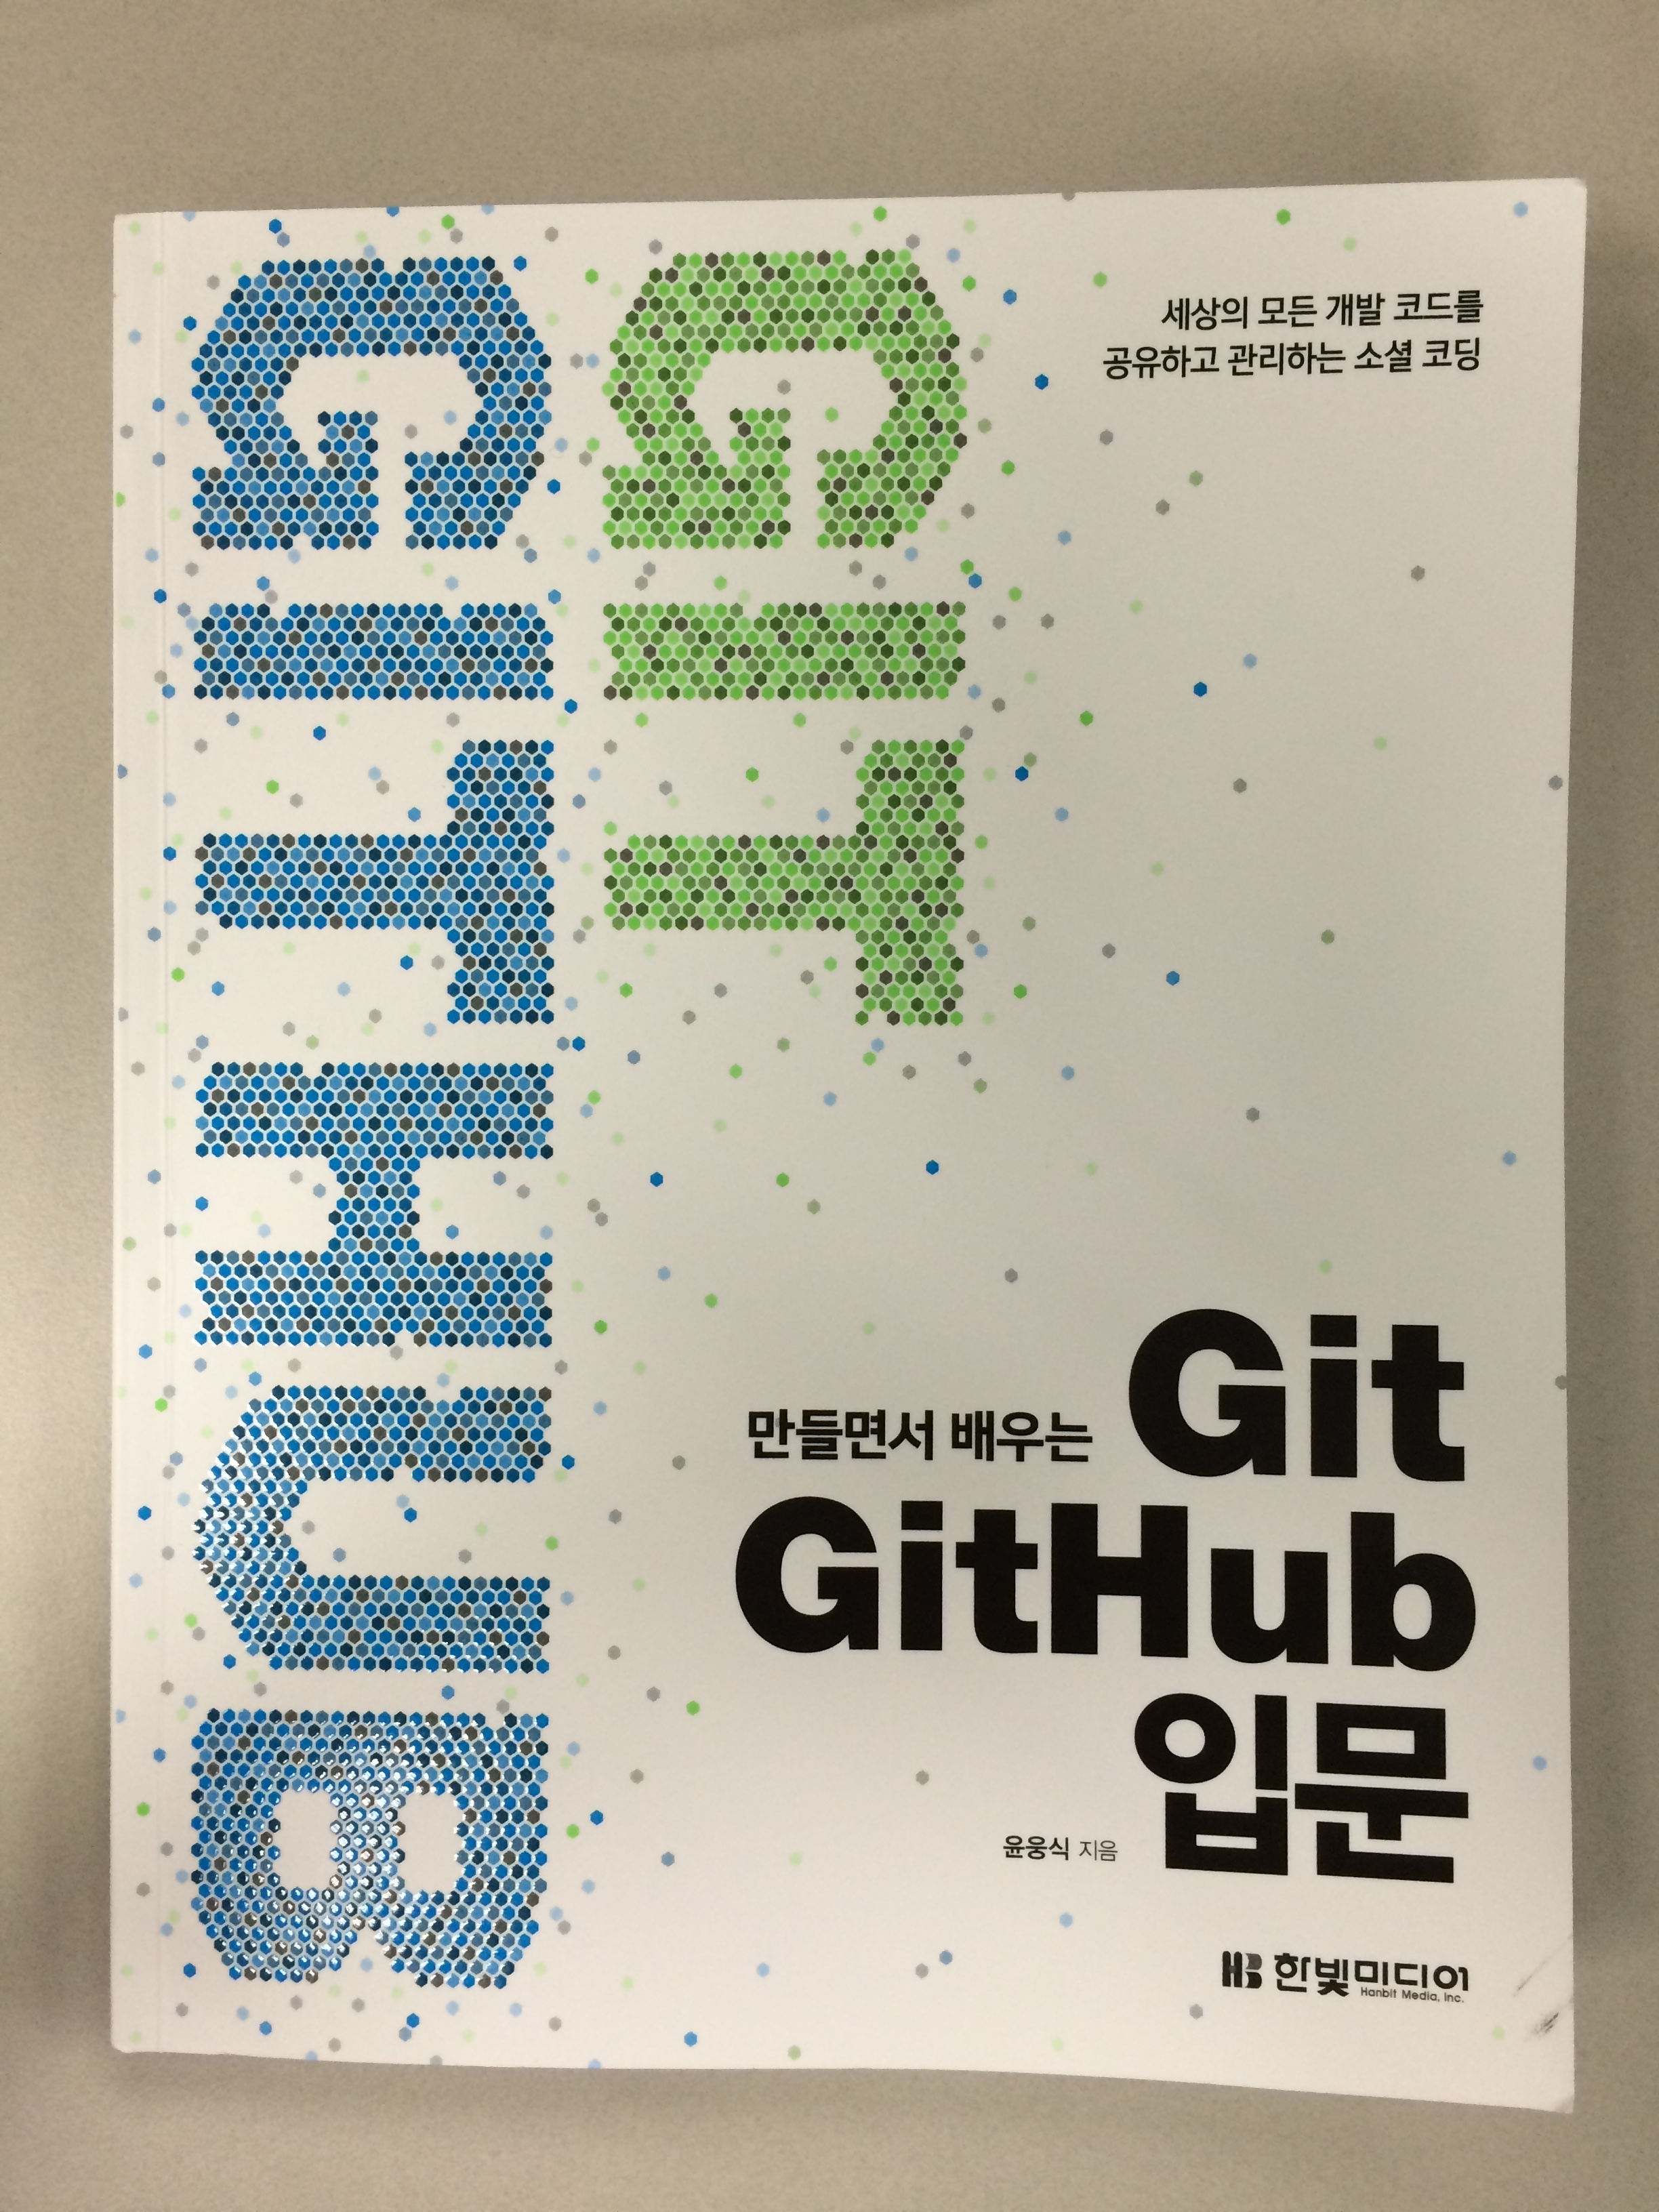 세상의 모든 개발 코드를
공유하고 관리하는 소셜 코딩
GIT
GITHUB
만들면서 배우는 Git
GitHub
입문
윤웅식 지음
HB 한빛미디어
Hanbit Media, Inc.